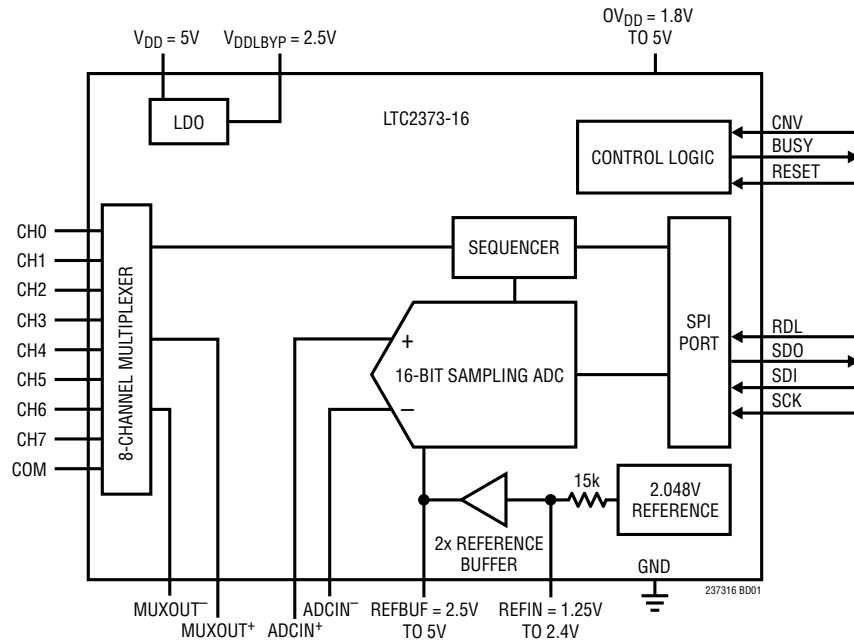 VDD = 5V
VDDLBYP = 2.5V
OVDD = 1.8V
TO 5V
LDO
LTC2373-16
CONTROL LOGIC
CNV
BUSY
RESET
CH0
CH1
CH2
CH3
CH4
CH5
CH6
CH7
COM
8-CHANNEL MULTIPLEXER
SEQUENCER
SPI
PORT
RDL
SDO
SDI
SCK
+
16-BIT SAMPLING ADC
–
15k
2.048V
REFERENCE
2x REFERENCE
BUFFER
GND
237316 BD01
MUXOUT–
MUXOUT+
ADCIN+
ADCIN–
REFBUF = 2.5V
TO 5V
REFIN = 1.25V
TO 2.4V